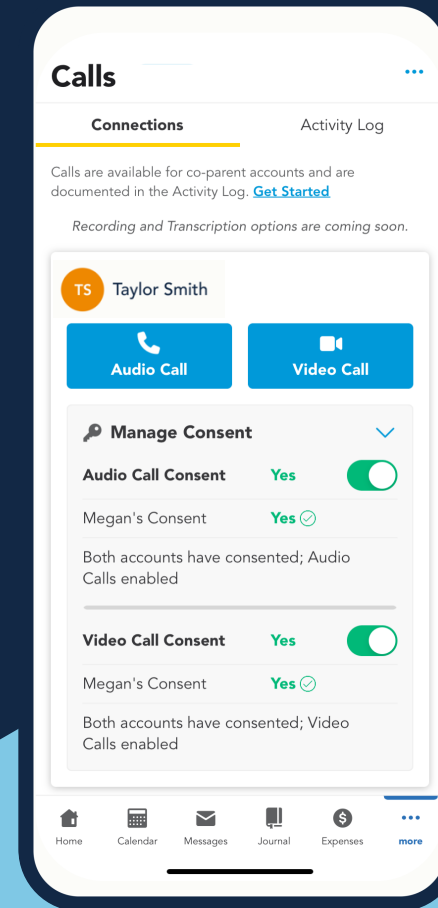 Calls
Connections
Activity Log
Calls are available for co-parent accounts and are
documented in the Activity Log. Get Started
Recording and Transcription options are coming soon.
TS Taylor Smith
Audio Call
Video Call
Manage Consent
Audio Call Consent Yes
Megan's Consent Yes
Both accounts have consented; Audio
Calls enabled
Video Call Consent Yes
Megan's Consent Yes
Both accounts have consented; Video
Calls enabled
Home Calendar Messages Journal Expenses more